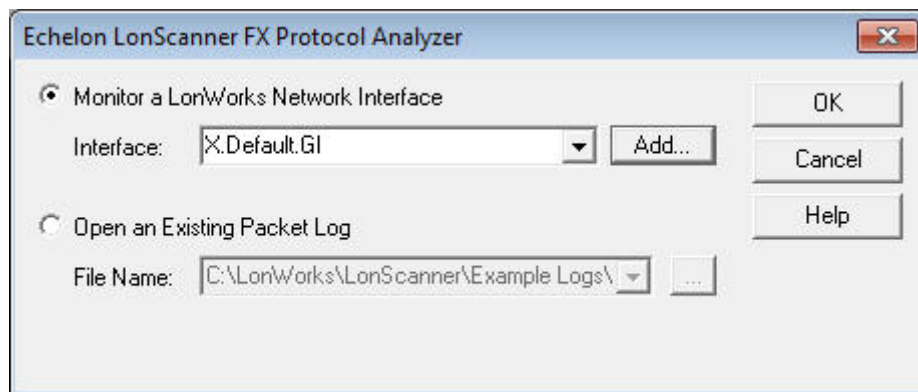 Echelon LonScanner FX Protocol Analyzer
Monitor a LonWorks Network Interface
Interface: X.Default.GI Add...
OK
Cancel
Help
Open an Existing Packet Log
File Name: C:\LonWorks\LonScanner\Example Logs\ ...